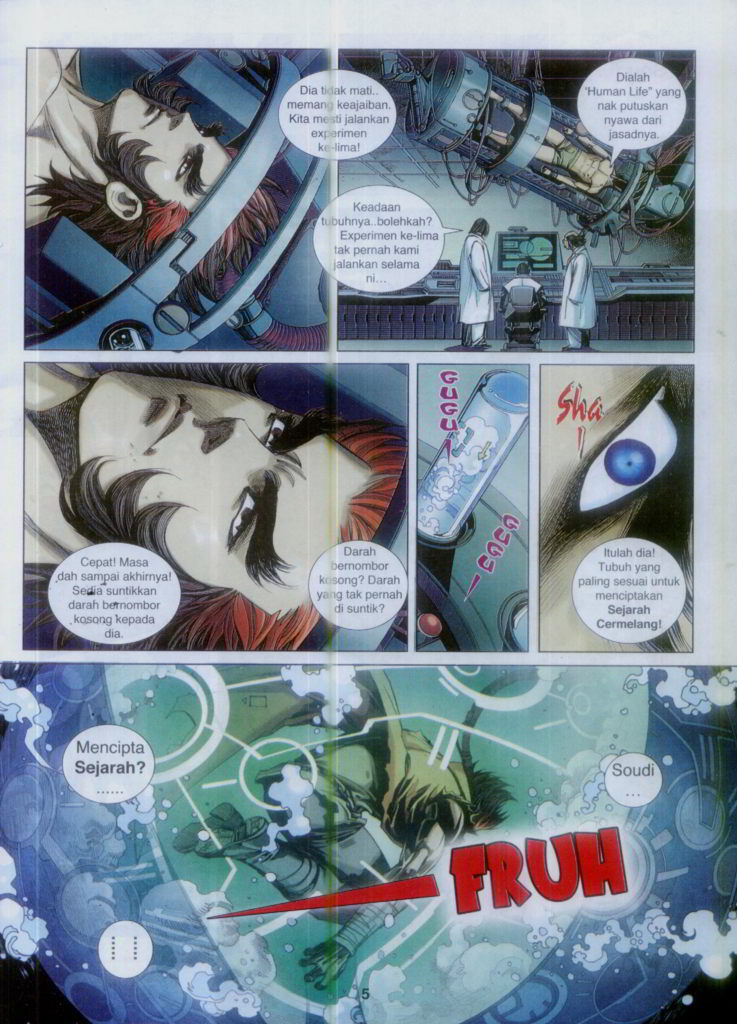 Dia tidak mati..
memang keajaiban.
Kita mesti jalankan
experimen
ke-lima!
Dialah
'Human Life" yang
nak putuskan
nyawa dari
jasadnya.
Keadaan
tubuhnya..bolehkah?
Experimen ke-lima
tak pernah kami
jalankan selama
ni...
Cepat! Masa
dah sampai akhirnya!
Sedia suntikkan
darah bernombor
kosong kepada
dia.
Darah
bernombor
kosong? Darah
yang tak pernah
di suntik?
GUGU
GUGU
Sha
Itulah dia!
Tubuh yang
paling sesuai untuk
menciptakan
Sejarah
Cermelang!
Mencipta
Sejarah?
......
Soudi
...
FRUH
! !
5